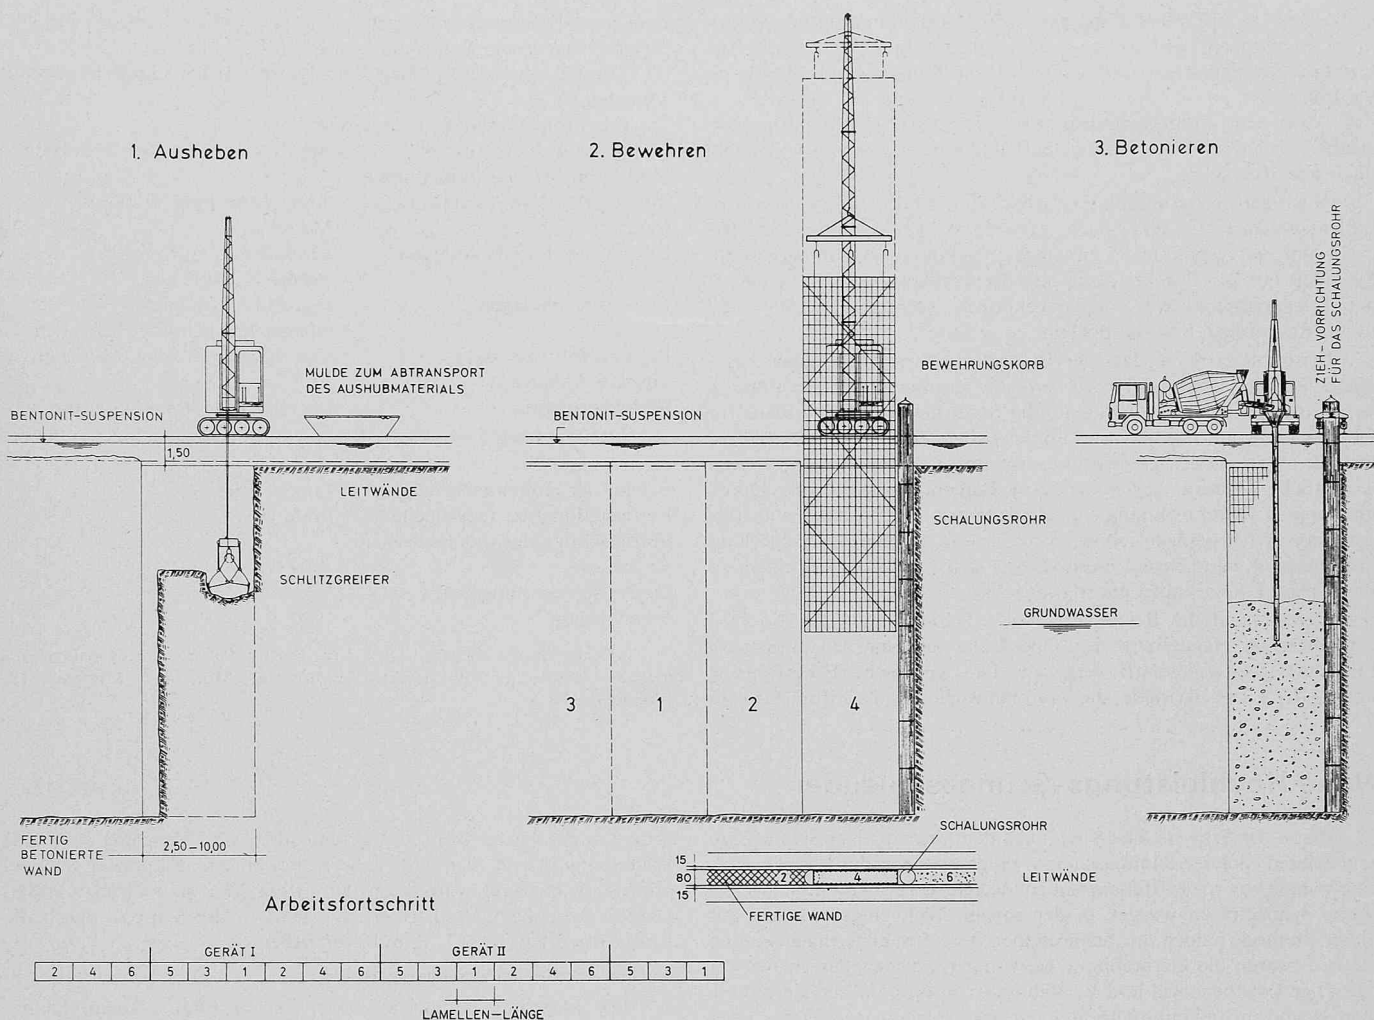 1. Ausheben
2. Bewehren
3. Betonieren
ZIEH-VORRICHTUNG
FÜR DAS SCHALUNGSROHR
MULDE ZUM ABTRANSPORT
DES AUSHUBMATERIALS
BENTONIT-SUSPENSION
1,50
LEITWÄNDE
SCHLITZGREIFER
FERTIG
BETONIERTE
WAND
2,50–10,00
BENTONIT-SUSPENSION
BEWEHRUNGSKORB
SCHALUNGSROHR
3 1 2 4
GRUNDWASSER
SCHALUNGSROHR
15
80
15
2 4 6
LEITWÄNDE
FERTIGE WAND
Arbeitsfortschritt
GERÄT I GERÄT II
2 4 6 5 3 1 2 4 6 5 3 1 2 4 6 5 3 1
LAMELLEN–LÄNGE